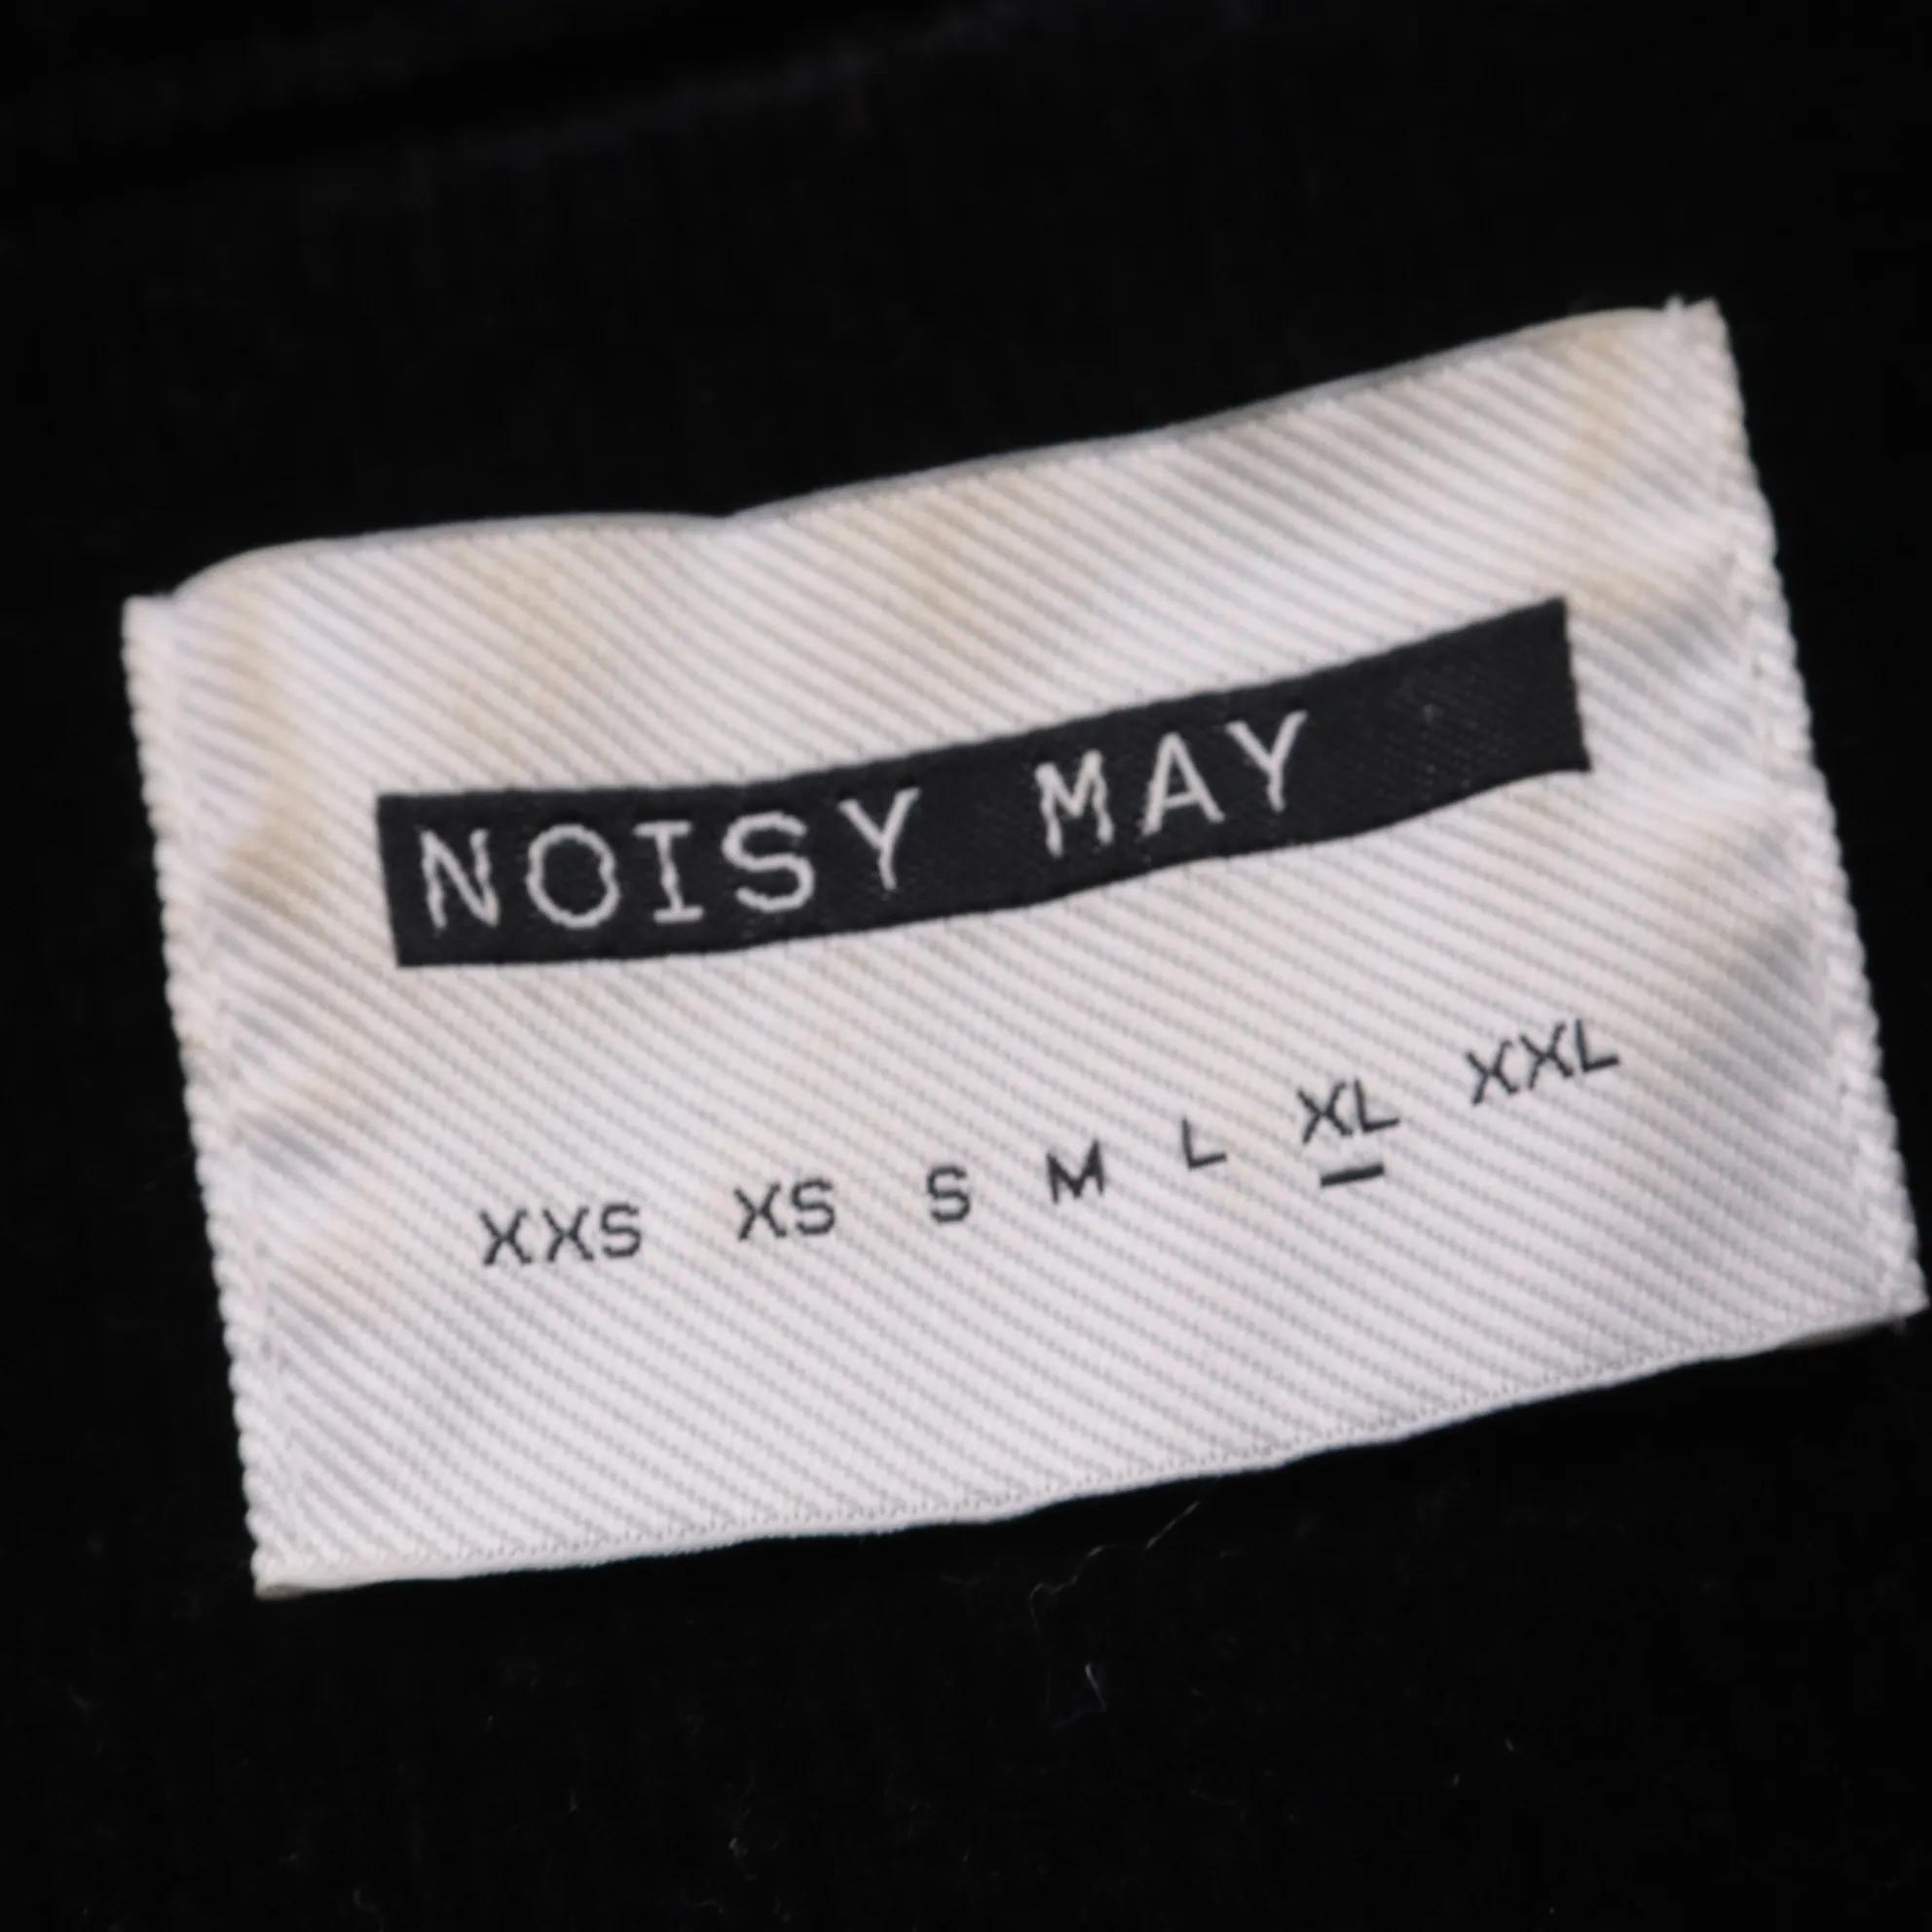 NOISY MAY
XXS XS S M L XL XXL